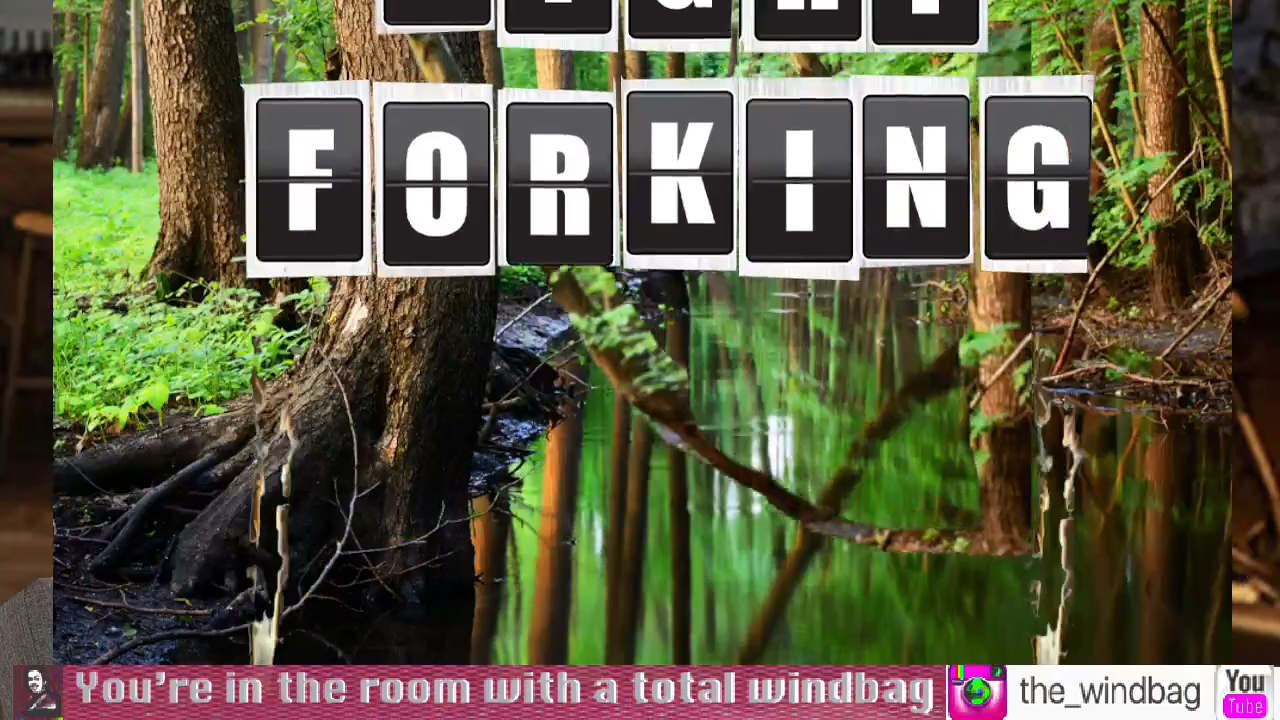 FORKING
You're in the room with a total windbag
the_windbag
You
Tube